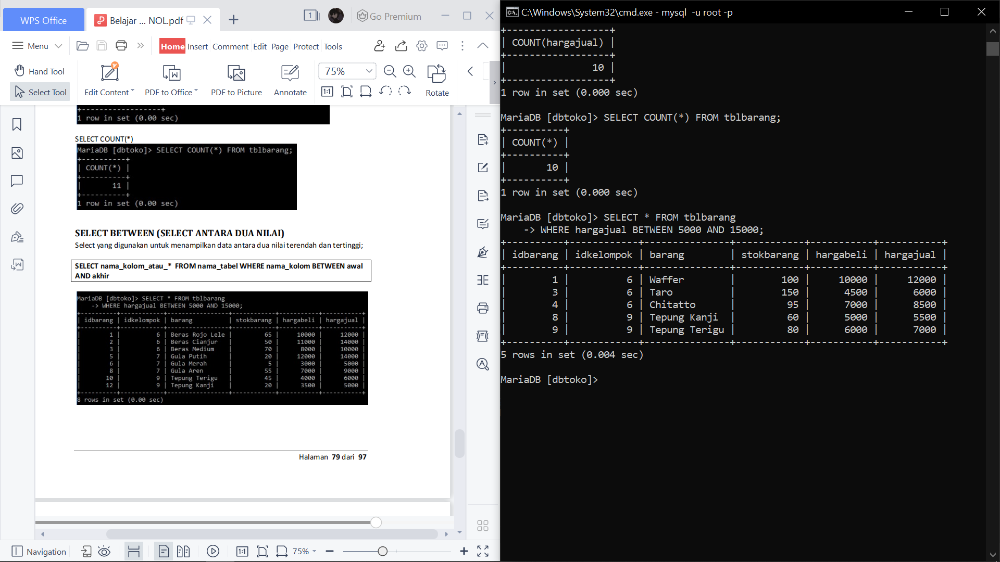 WPS Office
Belajar ... NOL.pdf
1
Go Premium
Menu
Home Insert Comment Edit Page Protect Tools
Hand Tool
Select Tool
Edit Content
PDF to Office
PDF to Picture
Annotate
75%
1:1
Rotate
+------------------+
1 row in set (0.00 sec)
SELECT COUNT(*)
MariaDB [dbtoko]> SELECT COUNT(*) FROM tblbarang;
+----------+
| COUNT(*) |
+----------+
|       11 |
+----------+
1 row in set (0.00 sec)
SELECT BETWEEN (SELECT ANTARA DUA NILAI)
Select yang digunakan untuk menampilkan data antara dua nilai terendah dan tertinggi;
SELECT nama_kolom_atau_* FROM nama_tabel WHERE nama_kolom BETWEEN awal
AND akhir
MariaDB [dbtoko]> SELECT * FROM tblbarang
    -> WHERE hargajual BETWEEN 5000 AND 15000;
+----------+------------+----------------+------------+-----------+-----------+
| idbarang | idkelompok | barang         | stokbarang | hargabeli | hargajual |
+----------+------------+----------------+------------+-----------+-----------+
|        1 |          6 | Beras Rojo Lele |         65 |     10000 |     12000 |
|        2 |          6 | Beras Cianjur  |         50 |     11000 |     14000 |
|        3 |          6 | Beras Medium   |         70 |      8000 |     10000 |
|        5 |          7 | Gula Putih     |         20 |     12000 |     14000 |
|        6 |          7 | Gula Merah     |          5 |      3000 |      5000 |
|        8 |          7 | Gula Aren      |         55 |      7000 |      9000 |
|       10 |          9 | Tepung Terigu  |         45 |      4000 |      6000 |
|       12 |          9 | Tepung Kanji   |         20 |      3500 |      5000 |
+----------+------------+----------------+------------+-----------+-----------+
8 rows in set (0.00 sec)
Halaman 79 dari 97
Navigation
1:1
75%
C:\Windows\System32\cmd.exe - mysql  -u root -p
+------------------+
| COUNT(hargajual) |
+------------------+
|               10 |
+------------------+
1 row in set (0.000 sec)
MariaDB [dbtoko]> SELECT COUNT(*) FROM tblbarang;
+----------+
| COUNT(*) |
+----------+
|       10 |
+----------+
1 row in set (0.000 sec)
MariaDB [dbtoko]> SELECT * FROM tblbarang
    -> WHERE hargajual BETWEEN 5000 AND 15000;
+----------+------------+---------------+------------+-----------+-----------+
| idbarang | idkelompok | barang        | stokbarang | hargabeli | hargajual |
+----------+------------+---------------+------------+-----------+-----------+
|        1 |          6 | Waffer        |        100 |     10000 |     12000 |
|        3 |          6 | Taro          |        150 |      4500 |      6000 |
|        4 |          6 | Chitatto      |         95 |      7000 |      8500 |
|        8 |          9 | Tepung Kanji  |         60 |      5000 |      5500 |
|        9 |          9 | Tepung Terigu |         80 |      6000 |      7000 |
+----------+------------+---------------+------------+-----------+-----------+
5 rows in set (0.004 sec)
MariaDB [dbtoko]>